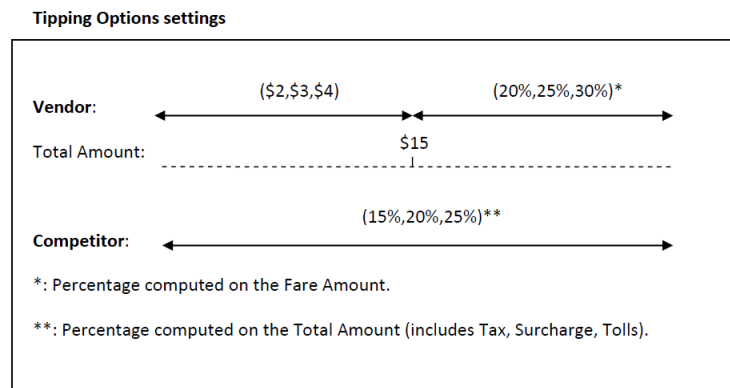 Tipping Options settings
($2,$3,$4) (20%,25%,30%)*
Vendor:
Total Amount: $15
(15%,20%,25%)**
Competitor:
*: Percentage computed on the Fare Amount.
**: Percentage computed on the Total Amount (includes Tax, Surcharge, Tolls).